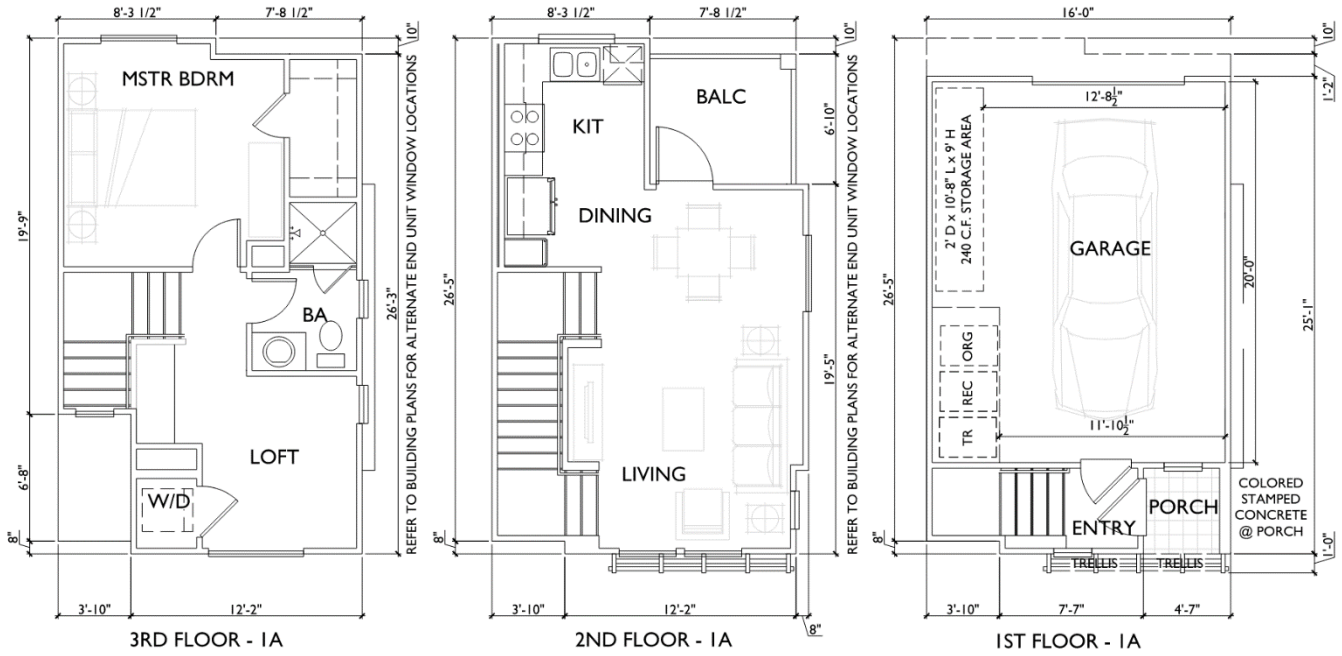 8'-3 1/2"
7'-8 1/2"
10"
MSTR BDRM
19'-9"
26'-3"
BA
LOFT
W/D
6'-8"
8"
3'-10"
12'-2"
3RD FLOOR - 1A
REFER TO BUILDING PLANS FOR ALTERNATE END UNIT WINDOW LOCATIONS
8'-3 1/2"
7'-8 1/2"
10"
BALC
KIT
6'-10"
DINING
26'-5"
19'-5"
LIVING
8"
3'-10"
12'-2"
8"
2ND FLOOR - 1A
REFER TO BUILDING PLANS FOR ALTERNATE END UNIT WINDOW LOCATIONS
16'-0"
10"
1'-2"
12'-8 1/2"
2' D x 10'-8" L x 9' H
240 C.F. STORAGE AREA
GARAGE
20'-0"
26'-5"
25'-1"
ORG
REC
TR
11'-10 1/2"
PORCH
ENTRY
COLORED
STAMPED
CONCRETE
@ PORCH
TRELLIS
TRELLIS
8"
1'-0"
3'-10"
7'-7"
4'-7"
1ST FLOOR - 1A